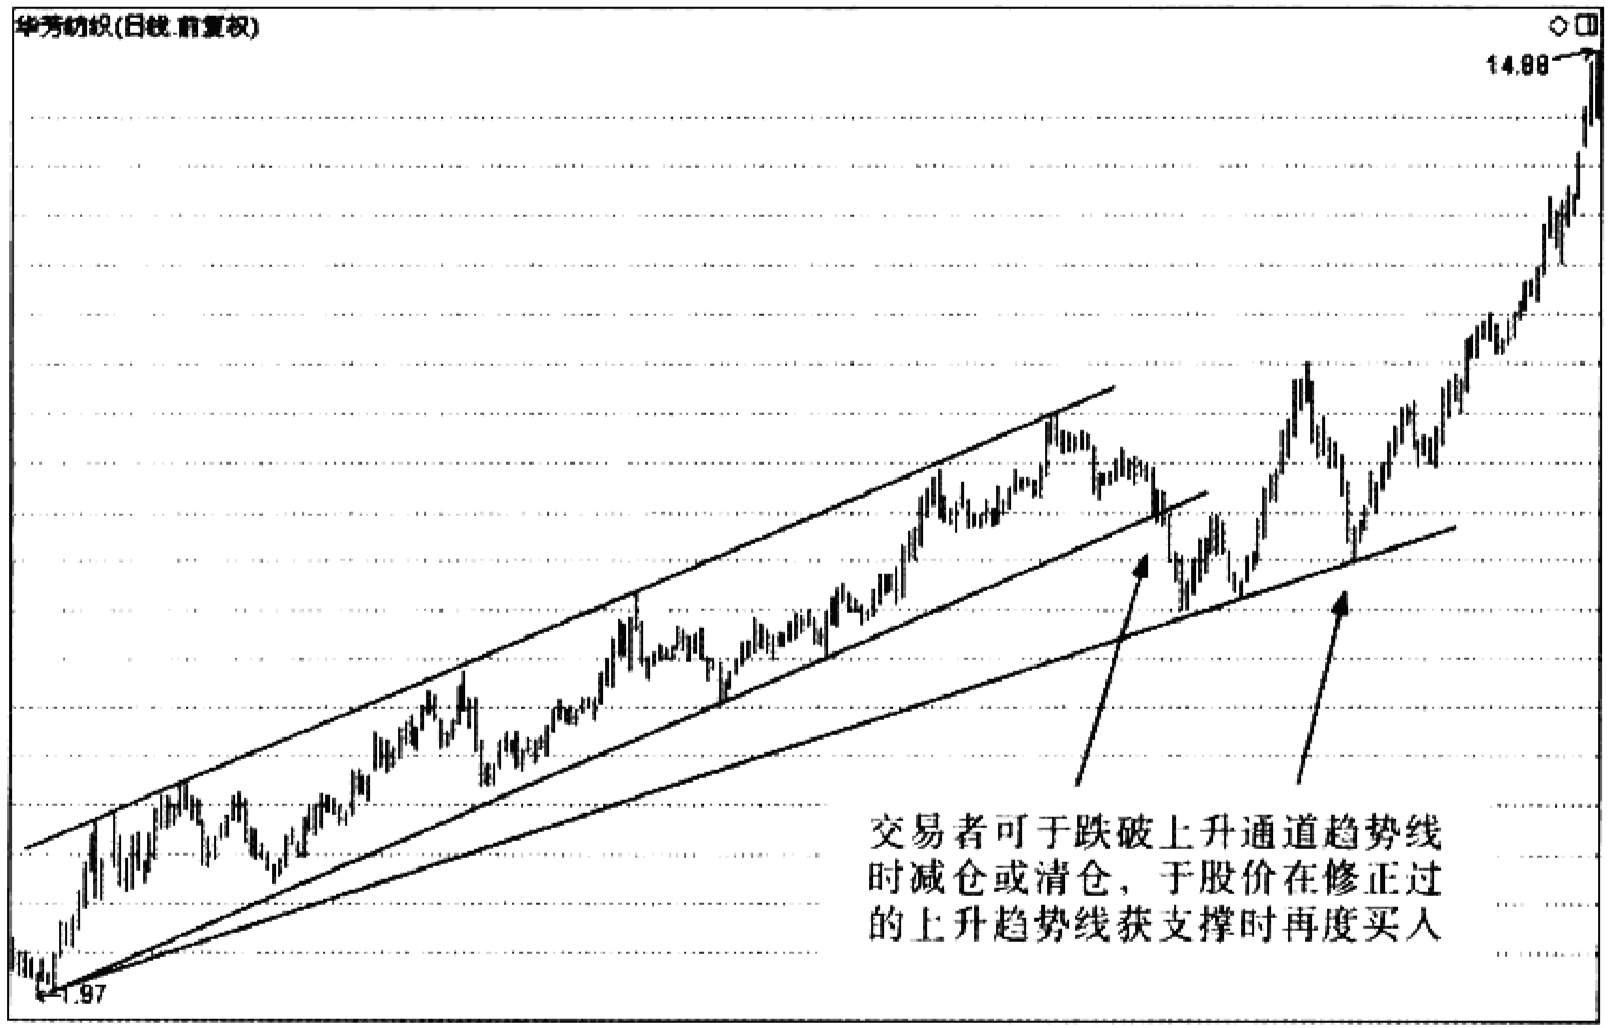 华芳纺织(日线.前复权)
14.88
交易者可于跌破上升通道趋势线
时减仓或清仓，于股价在修正过
的上升趋势线获支撑时再度买入
1.97